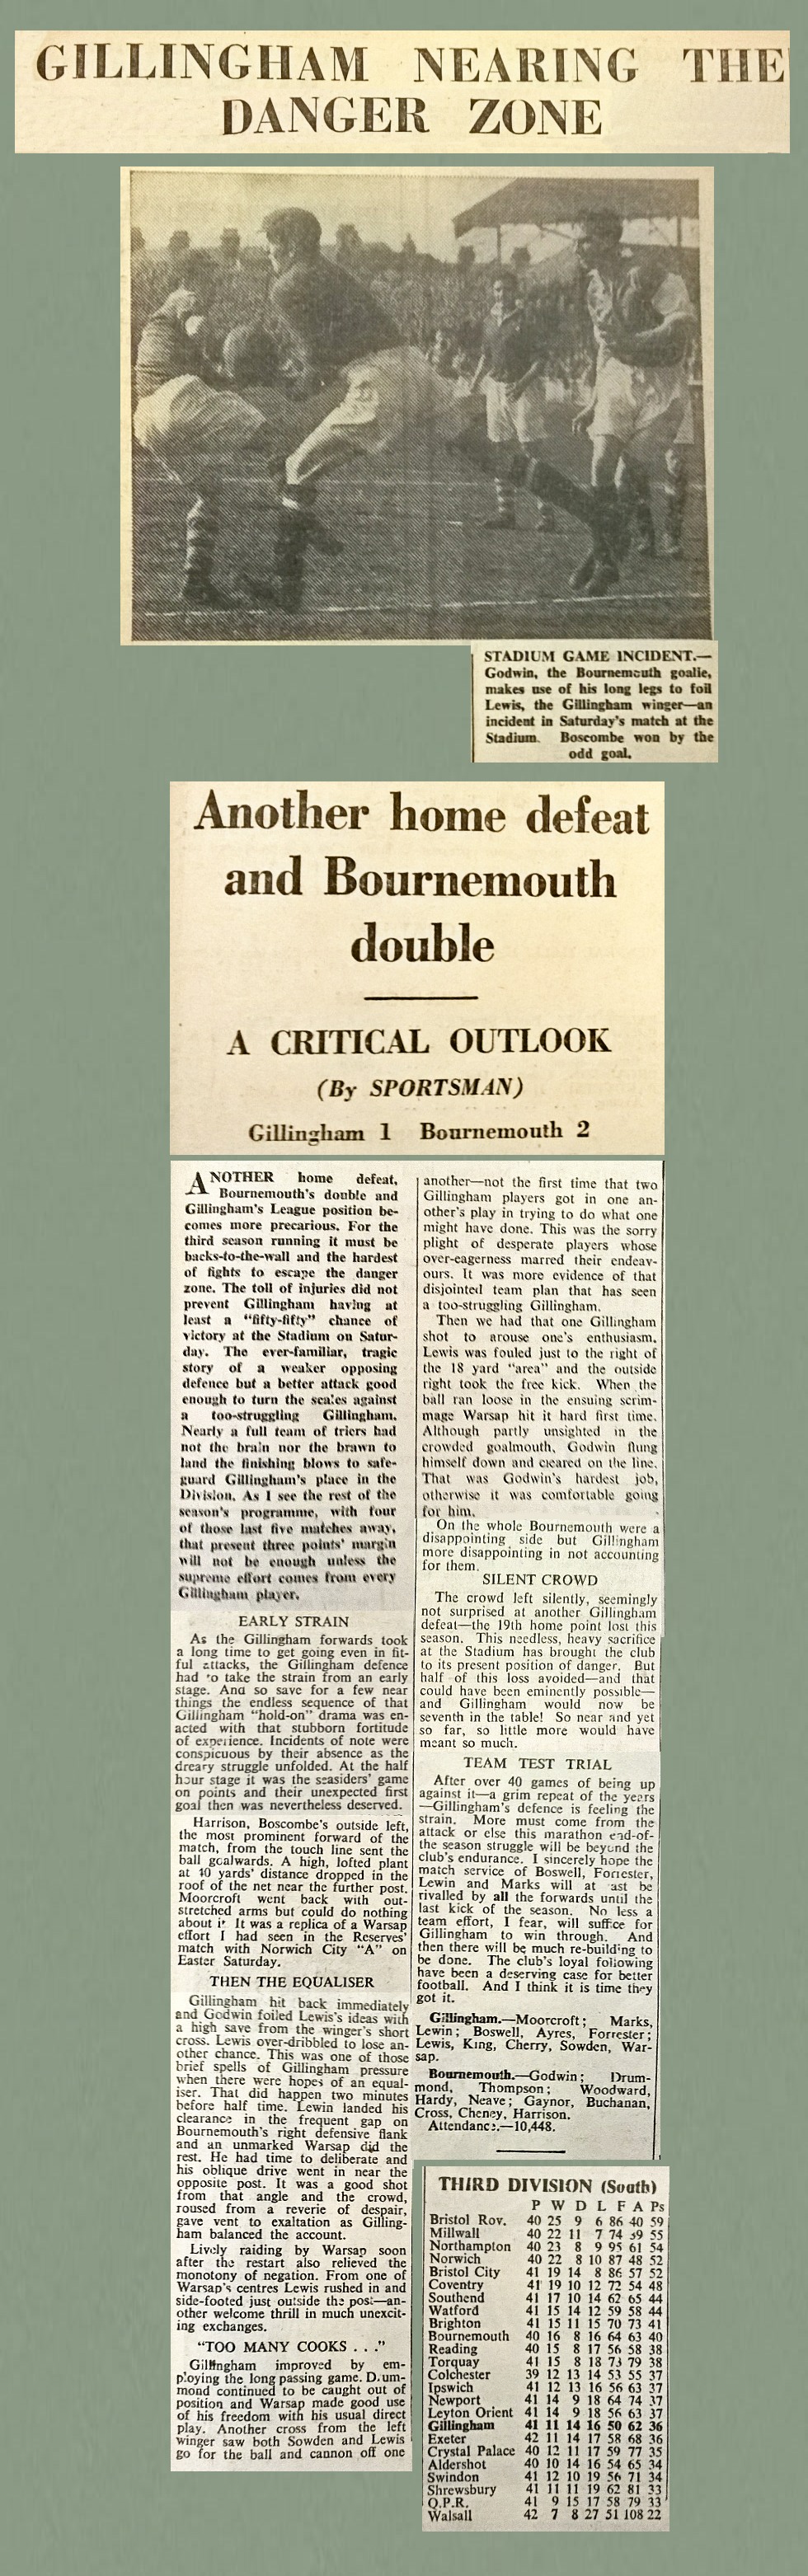 GILLINGHAM NEARING THE
DANGER ZONE
STADIUM GAME INCIDENT.—
Godwin, the Bournemouth goalie,
makes use of his long legs to foil
Lewis, the Gillingham winger—an
incident in Saturday's match at the
Stadium. Boscombe won by the
odd goal.
Another home defeat
and Bournemouth
double
A CRITICAL OUTLOOK
(By SPORTSMAN)
Gillingham 1 Bournemouth 2
ANOTHER home defeat,
Bournemouth's double and
Gillingham's League position be-
comes more precarious. For the
third season running it must be
backs-to-the-wall and the hardest
of fights to escape the danger
zone. The toll of injuries did not
prevent Gillingham having at
least a "fifty-fifty" chance of
victory at the Stadium on Satur-
day. The ever-familiar, tragic
story of a weaker opposing
defence but a better attack good
enough to turn the scales against
a too-struggling Gillingham.
Nearly a full team of triers had
not the brain nor the brawn to
land the finishing blows to safe-
guard Gillingham's place in the
Division. As I see the rest of the
season's programme, with four
of those last five matches away,
that present three points' margin
will not be enough unless the
supreme effort comes from every
Gillingham player.
EARLY STRAIN
As the Gillingham forwards took
a long time to get going even in fit-
ful attacks, the Gillingham defence
had to take the strain from an early
stage. And so save for a few near
things the endless sequence of that
Gillingham "hold-on" drama was en-
acted with that stubborn fortitude
of experience. Incidents of note were
conspicuous by their absence as the
dreary struggle unfolded. At the half
hour stage it was the seasiders' game
on points and their unexpected first
goal then was nevertheless deserved.
Harrison, Boscombe's outside left,
the most prominent forward of the
match, from the touch line sent the
ball goalwards. A high, lofted plant
at 40 yards' distance dropped in the
roof of the net near the further post.
Moorcroft went back with out-
stretched arms but could do nothing
about it It was a replica of a Warsap
effort I had seen in the Reserves'
match with Norwich City "A" on
Easter Saturday.
THEN THE EQUALISER
Gillingham hit back immediately
and Godwin foiled Lewis's ideas with
a high save from the winger's short
cross. Lewis over-dribbled to lose an-
other chance. This was one of those
brief spells of Gillingham pressure
when there were hopes of an equal-
iser. That did happen two minutes
before half time. Lewin landed his
clearance in the frequent gap on
Bournemouth's right defensive flank
and an unmarked Warsap did the
rest. He had time to deliberate and
his oblique drive went in near the
opposite post. It was a good shot
from that angle and the crowd,
roused from a reverie of despair,
gave vent to exaltation as Gilling-
ham balanced the account.
Lively raiding by Warsap soon
after the restart also relieved the
monotony of negation. From one of
Warsap's centres Lewis rushed in and
side-footed just outside the post—an-
other welcome thrill in much unexcit-
ing exchanges.
"TOO MANY COOKS . . ."
Gillingham improved by em-
ploying the long passing game. Drum-
mond continued to be caught out of
position and Warsap made good use
of his freedom with his usual direct
play. Another cross from the left
winger saw both Sowden and Lewis
go for the ball and cannon off one
another—not the first time that two
Gillingham players got in one an-
other's play in trying to do what one
might have done. This was the sorry
plight of desperate players whose
over-eagerness marred their endeav-
ours. It was more evidence of that
disjointed team plan that has seen
a too-struggling Gillingham.
Then we had that one Gillingham
shot to arouse one's enthusiasm.
Lewis was fouled just to the right of
the 18 yard "area" and the outside
right took the free kick. When the
ball ran loose in the ensuing scrim-
mage Warsap hit it hard first time.
Although partly unsighted in the
crowded goalmouth, Godwin flung
himself down and cleared on the line.
That was Godwin's hardest job,
otherwise it was comfortable going
for him.
On the whole Bournemouth were a
disappointing side but Gillingham
more disappointing in not accounting
for them.
SILENT CROWD
The crowd left silently, seemingly
not surprised at another Gillingham
defeat—the 19th home point lost this
season. This needless, heavy sacrifice
at the Stadium has brought the club
to its present position of danger. But
half of this loss avoided—and that
could have been eminently possible—
and Gillingham would now be
seventh in the table! So near and yet
so far, so little more would have
meant so much.
TEAM TEST TRIAL
After over 40 games of being up
against it—a grim repeat of the years
—Gillingham's defence is feeling the
strain. More must come from the
attack or else this marathon end-of-
the season struggle will be beyond the
club's endurance. I sincerely hope the
match service of Boswell, Forrester,
Lewin and Marks will at last be
rivalled by all the forwards until the
last kick of the season. No less a
team effort, I fear, will suffice for
Gillingham to win through. And
then there will be much re-building to
be done. The club's loyal following
have been a deserving case for better
football. And I think it is time they
got it.
Gillingham.—Moorcroft; Marks,
Lewin; Boswell, Ayres, Forrester;
Lewis, King, Cherry, Sowden, War-
sap.
Bournemouth.—Godwin; Drum-
mond, Thompson; Woodward,
Hardy, Neave; Gaynor, Buchanan,
Cross, Cheney, Harrison.
Attendance.—10,448.
THIRD DIVISION (South)
P W D L F A Ps
Bristol Rov. 40 25 9 6 86 40 59
Millwall 40 22 11 7 74 39 55
Northampton 40 23 8 9 95 61 54
Norwich 40 22 8 10 87 48 52
Bristol City 41 19 14 8 86 57 52
Coventry 41 19 10 12 72 54 48
Southend 41 17 10 14 62 65 44
Watford 41 15 14 12 59 58 44
Brighton 41 15 11 15 70 73 41
Bournemouth 40 16 8 16 64 63 40
Reading 40 15 8 17 56 58 38
Torquay 41 15 8 18 73 79 38
Colchester 39 12 13 14 53 55 37
Ipswich 41 12 13 16 56 63 37
Newport 41 14 9 18 64 74 37
Leyton Orient 41 14 9 18 56 63 37
Gillingham 41 11 14 16 50 62 36
Exeter 42 11 14 17 58 68 36
Crystal Palace 40 12 11 17 59 77 35
Aldershot 40 10 14 16 54 65 34
Swindon 41 12 10 19 56 71 34
Shrewsbury 41 11 11 19 62 81 33
Q.P.R. 41 9 15 17 58 79 33
Walsall 42 7 8 27 51 108 22